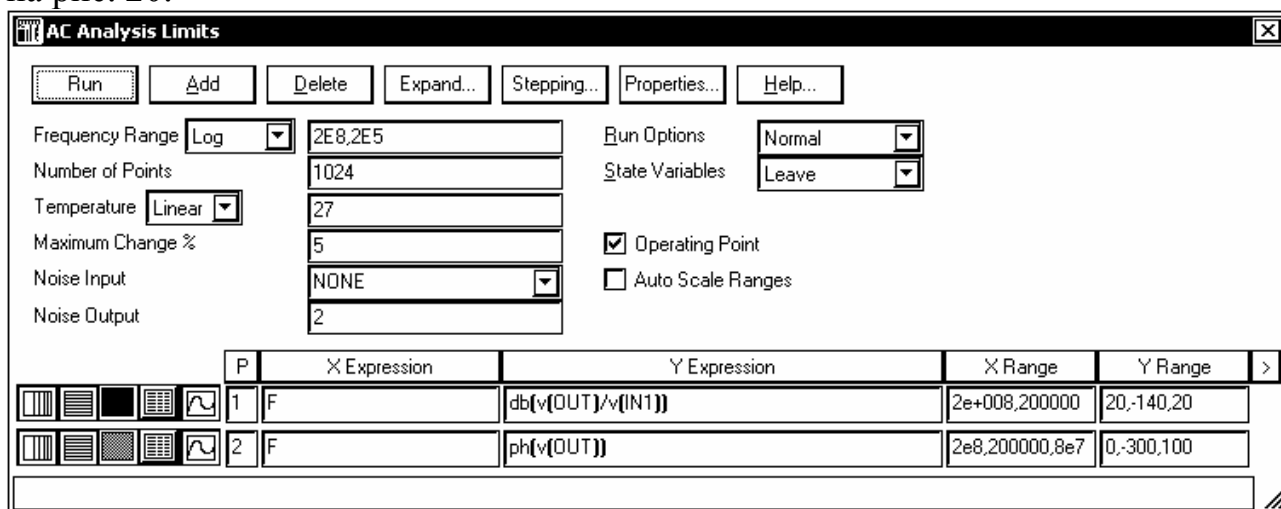 на рис. 20.
AC Analysis Limits
Run Add Delete Expand... Stepping... Properties... Help...
Frequency Range Log 2E8,2E5 Run Options Normal
Number of Points 1024 State Variables Leave
Temperature Linear 27
Maximum Change % 5 Operating Point
Noise Input NONE Auto Scale Ranges
Noise Output 2
P X Expression Y Expression X Range Y Range >
1 F db(v(OUT)/v(IN1)) 2e+008,200000 20,-140,20
2 F ph(v(OUT)) 2e8,200000,8e7 0,-300,100